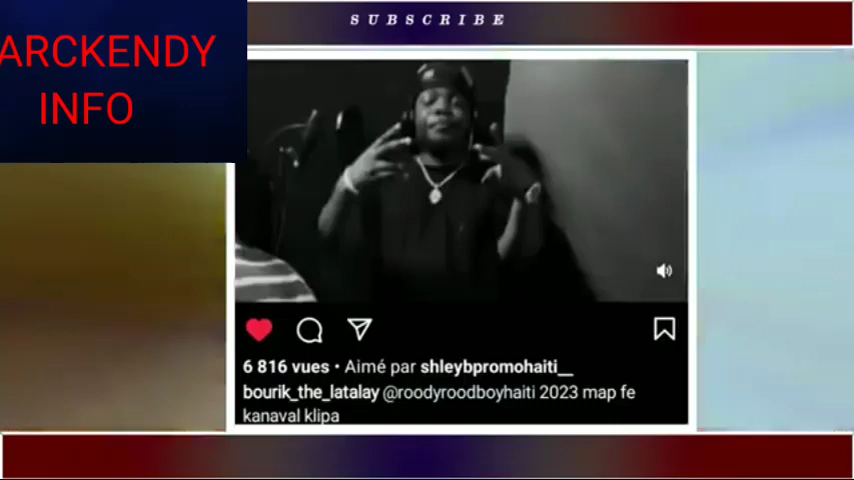 SUBSCRIBE
ARCKENDY
INFO
6 816 vues • Aimé par shleybpromohaiti__
bourik_the_latalay @roodyroodboyhaiti 2023 map fe
kanaval klipa